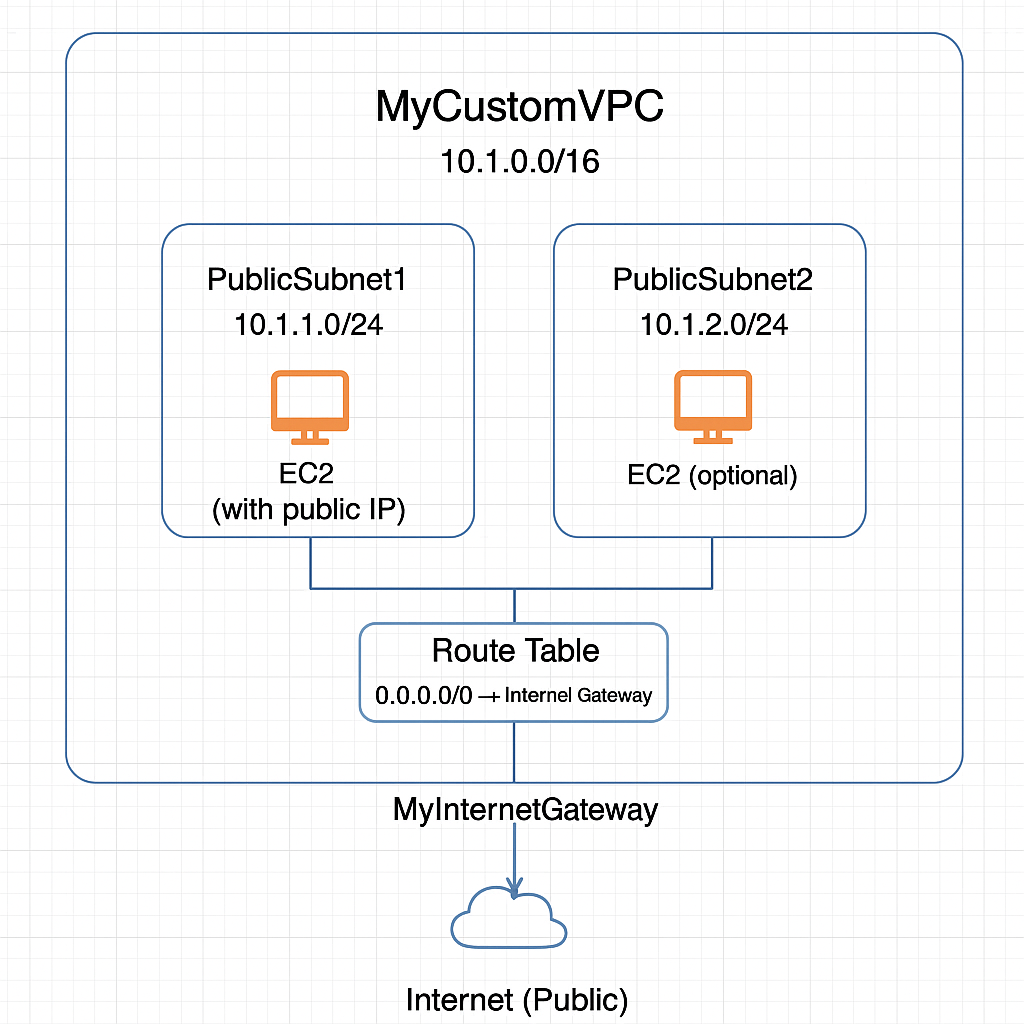 MyCustomVPC
10.1.0.0/16
PublicSubnet1
10.1.1.0/24
EC2
(with public IP)
PublicSubnet2
10.1.2.0/24
EC2 (optional)
Route Table
0.0.0.0/0 → Internet Gateway
MyInternetGateway
Internet (Public)